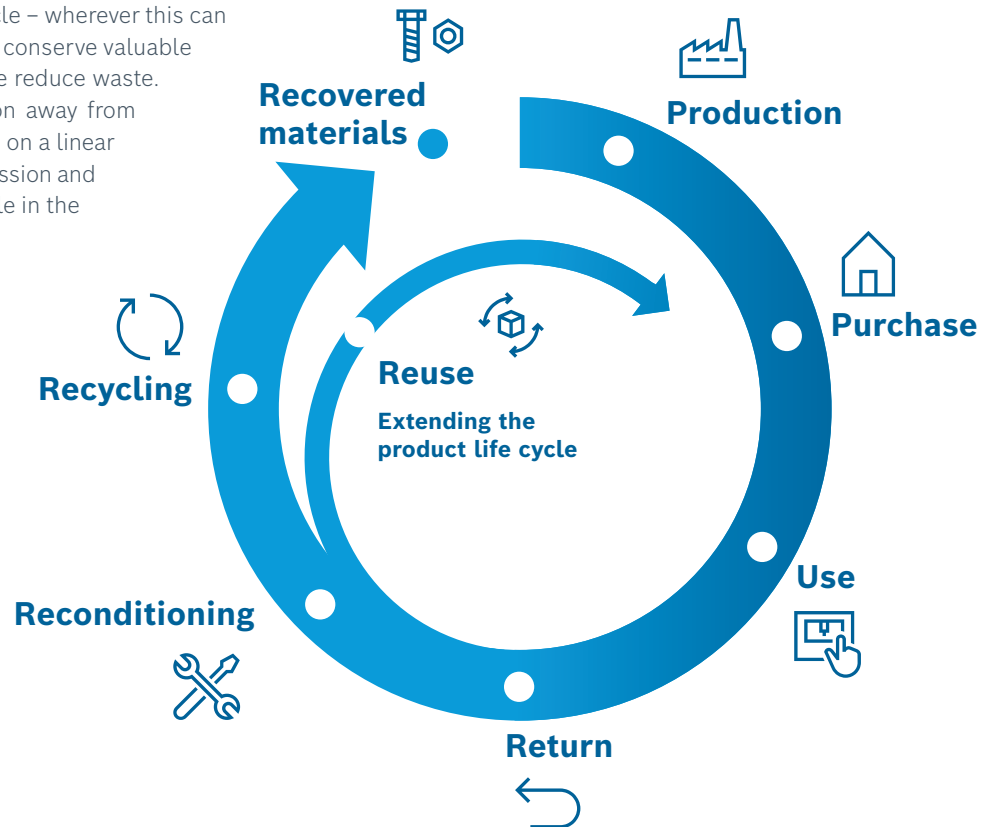 cle – wherever this can
conserve valuable
e reduce waste.
on away from
on a linear
ssion and
le in the
Recovered
materials
Production
Purchase
Use
Return
Reconditioning
Recycling
Reuse
Extending the
product life cycle